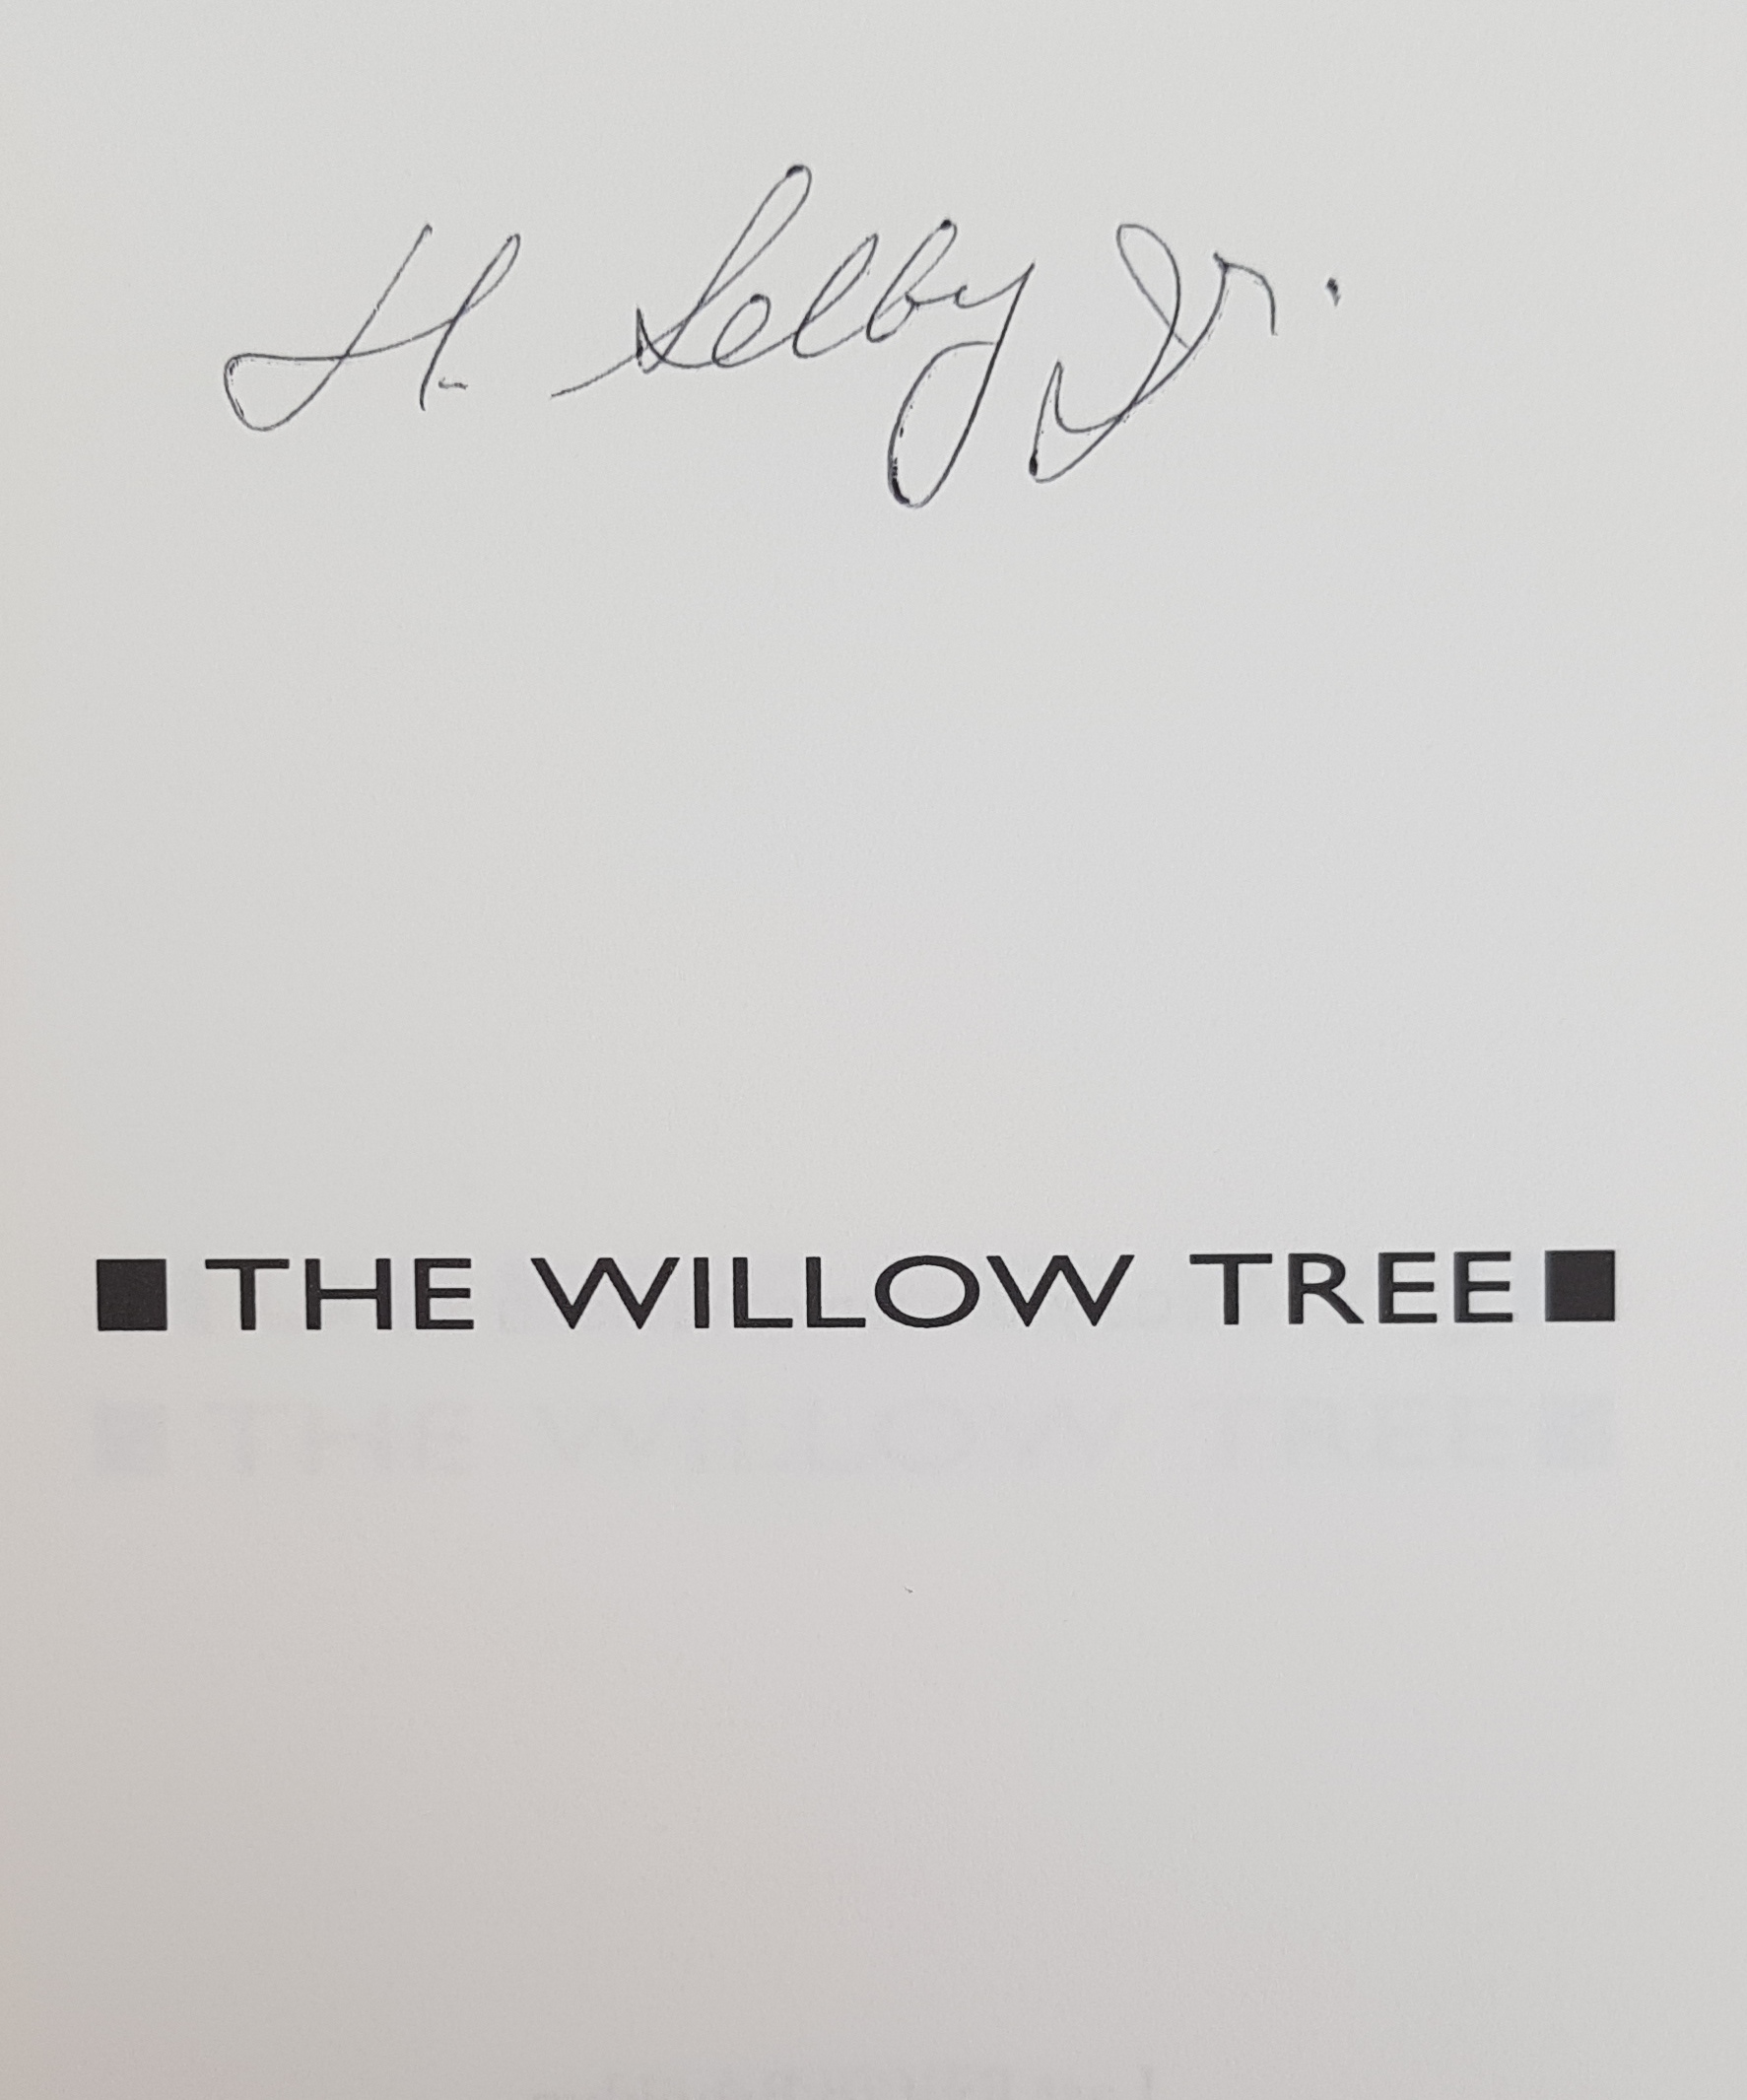 H. Selby Jr.
■ THE WILLOW TREE ■